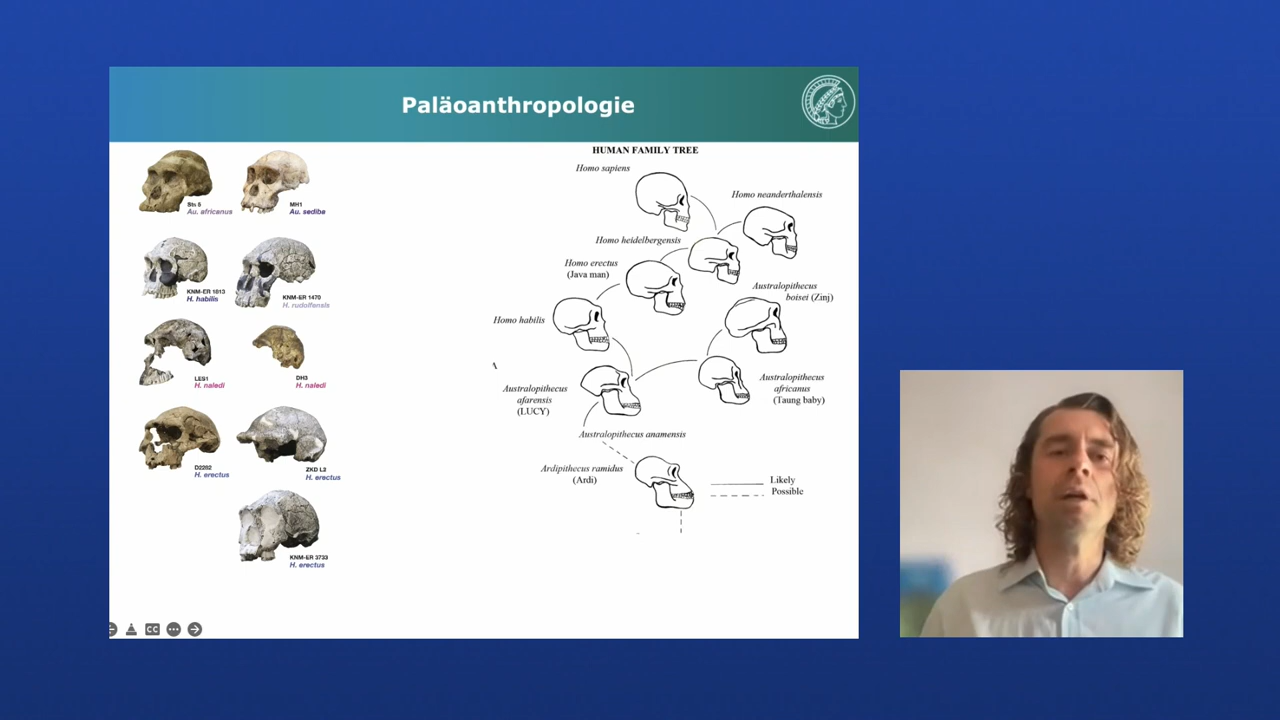 Paläoanthropologie
Sts 5
Au. africanus
MH1
Au. sediba
KNM-ER 1813
H. habilis
KNM-ER 1470
H. rudolfensis
LES1
H. naledi
DH3
H. naledi
D2282
H. erectus
ZKD L2
H. erectus
KNM-ER 3733
H. erectus
HUMAN FAMILY TREE
Homo sapiens
Homo neanderthalensis
Homo heidelbergensis
Homo erectus
(Java man)
Australopithecus
boisei (Zinj)
Homo habilis
A
Australopithecus
afarensis
(LUCY)
Australopithecus
africanus
(Taung baby)
Australopithecus anamensis
Ardipithecus ramidus
(Ardi)
Likely
Possible
CC